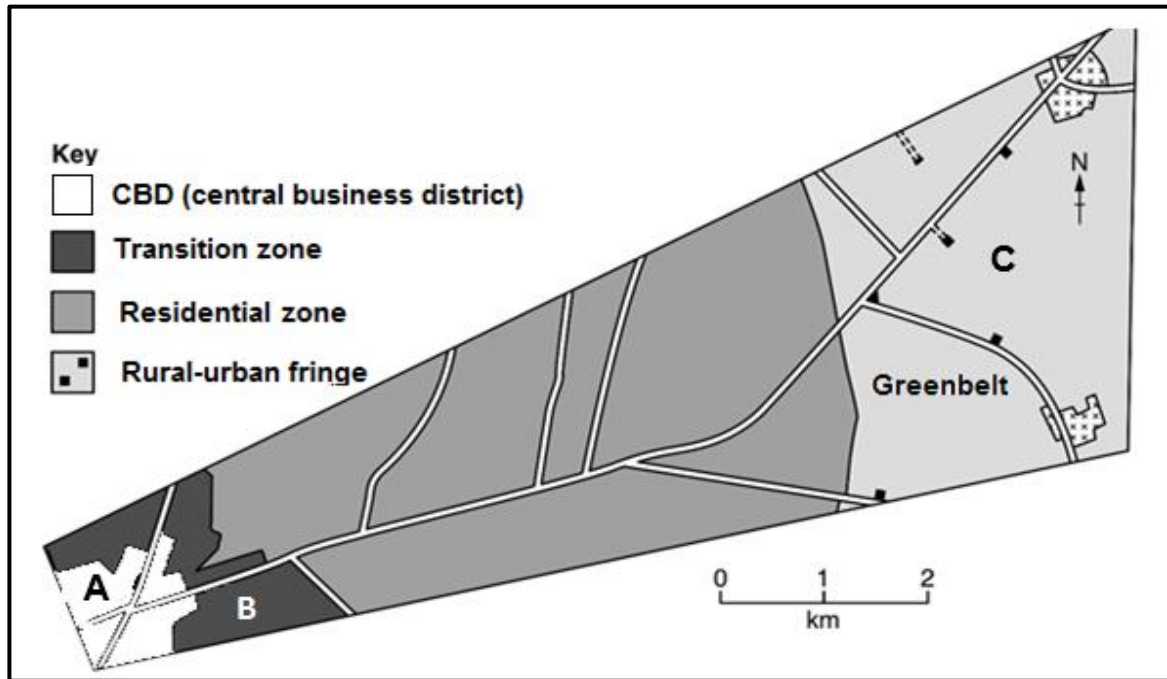 Key
CBD (central business district)
Transition zone
Residential zone
Rural-urban fringe
N
C
Greenbelt
A
B
0 1 2
km